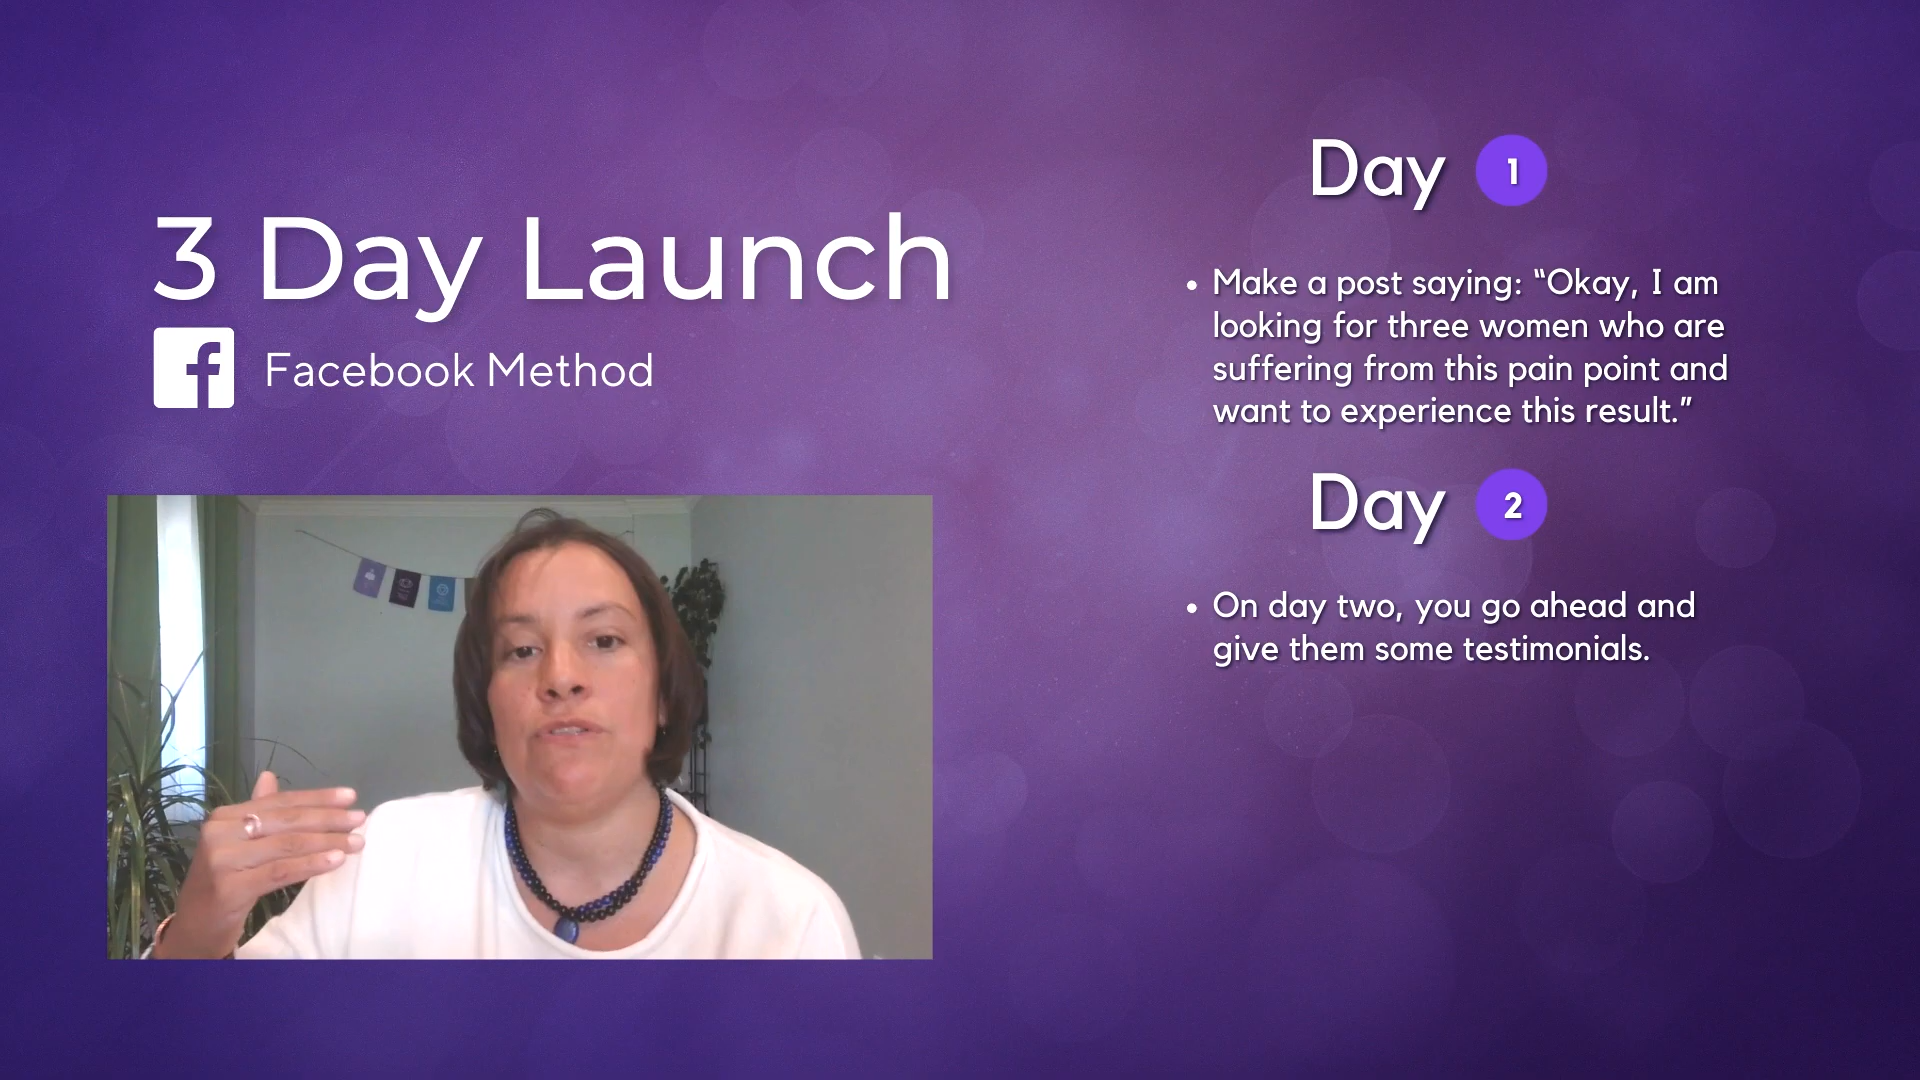 3 Day Launch
Facebook Method
Day 1
• Make a post saying: “Okay, I am
looking for three women who are
suffering from this pain point and
want to experience this result.”
Day 2
• On day two, you go ahead and
give them some testimonials.